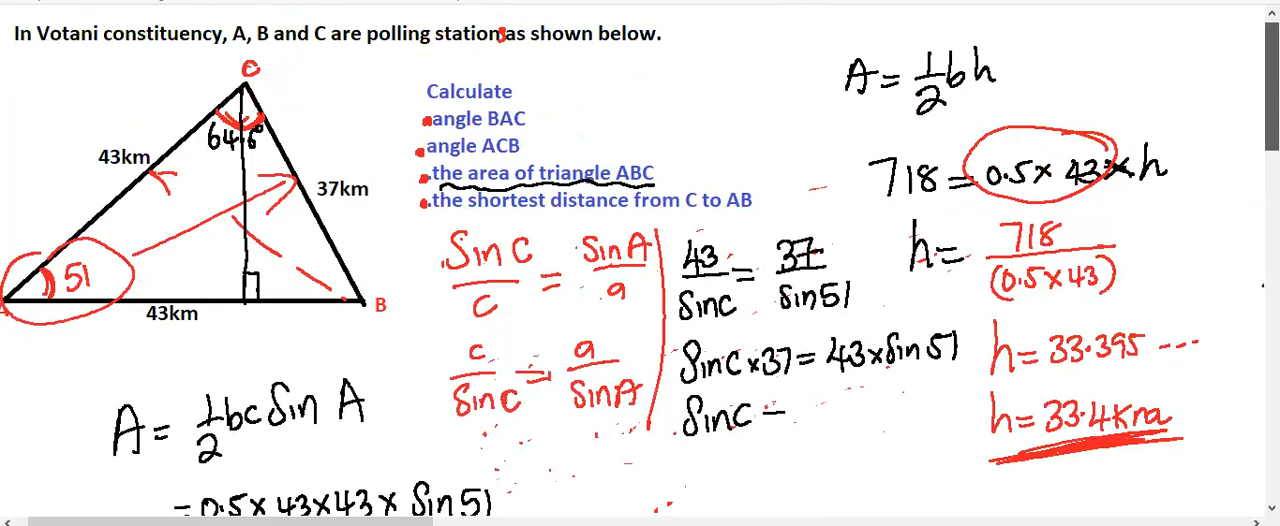 In Votani constituency, A, B and C are polling stations as shown below.
C
64.6°
43km
37km
51
B
43km
Calculate
angle BAC
angle ACB
the area of triangle ABC
the shortest distance from C to AB
Sin C / c = Sin A / a
c / Sin C = a / Sin A
43 / Sin C = 37 / Sin 51
Sin C x 37 = 43 x Sin 51
Sin C =
A = 1/2 bh
718 = 0.5 x 43 x h
h = 718 / (0.5 x 43)
h = 33.395 ...
h = 33.4 Km
A = 1/2 bc Sin A
= 0.5 x 43 x 43 x Sin 51